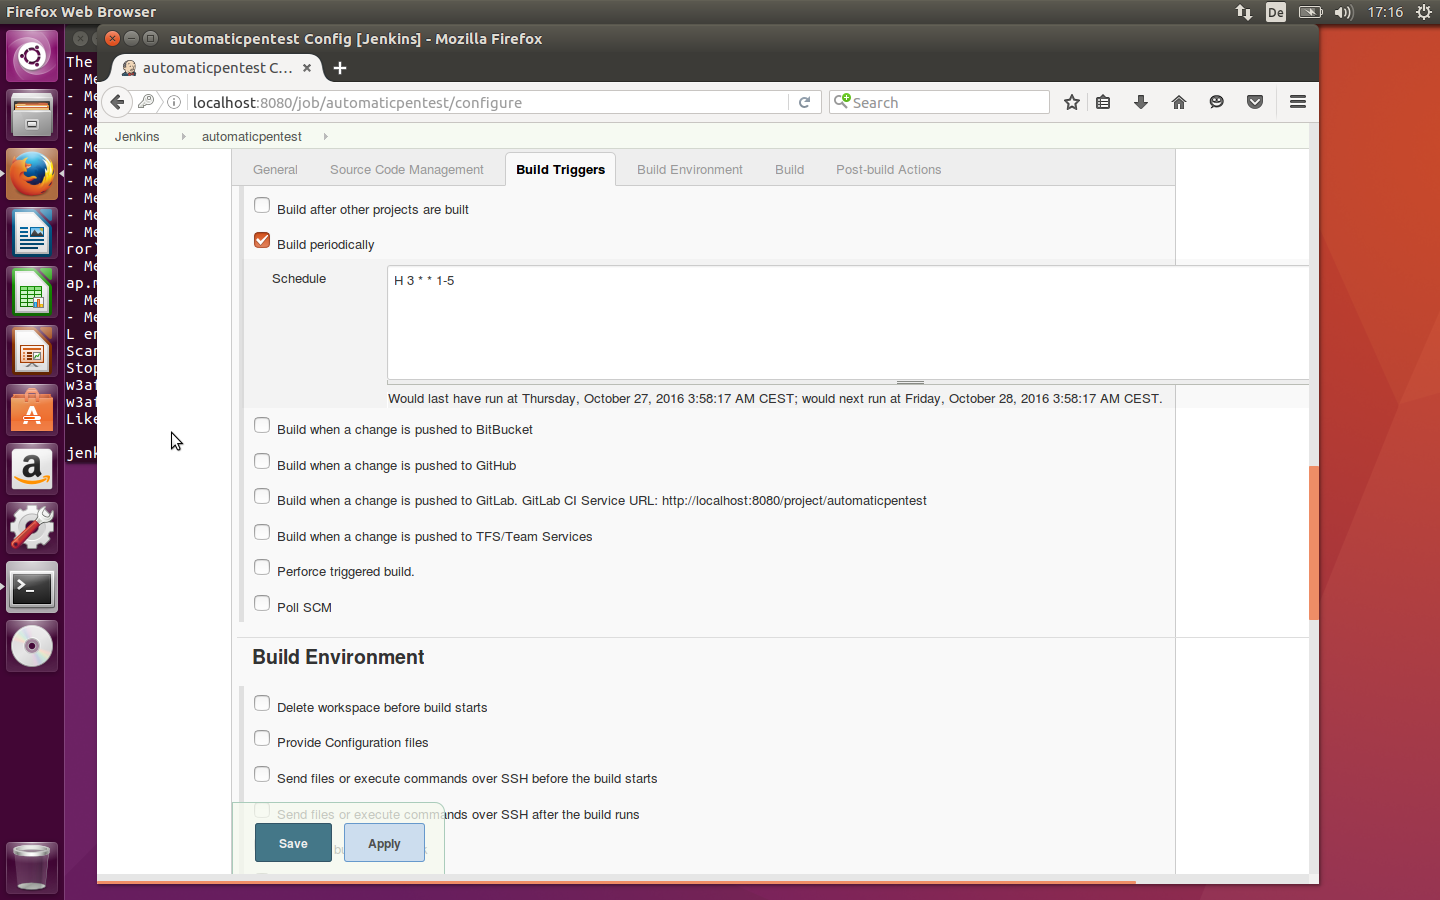 Firefox Web Browser
De
17:16
automaticpentest Config [Jenkins] - Mozilla Firefox
automaticpentest C...
localhost:8080/job/automaticpentest/configure
Search
Jenkins
automaticpentest
General
Source Code Management
Build Triggers
Build Environment
Build
Post-build Actions
Build after other projects are built
Build periodically
Schedule
H 3 * * 1-5
Would last have run at Thursday, October 27, 2016 3:58:17 AM CEST; would next run at Friday, October 28, 2016 3:58:17 AM CEST.
Build when a change is pushed to BitBucket
Build when a change is pushed to GitHub
Build when a change is pushed to GitLab. GitLab CI Service URL: http://localhost:8080/project/automaticpentest
Build when a change is pushed to TFS/Team Services
Perforce triggered build.
Poll SCM
Build Environment
Delete workspace before build starts
Provide Configuration files
Send files or execute commands over SSH before the build starts
Send files or execute commands over SSH after the build runs
Save
Apply
The
- Me
- Me
- Me
- Me
- Me
- Me
- Me
- Me
- Me
- Me
ror)
- Me
ap.m
- Me
- Me
L er
Scan
Stop
w3af
w3af
Like
jenk